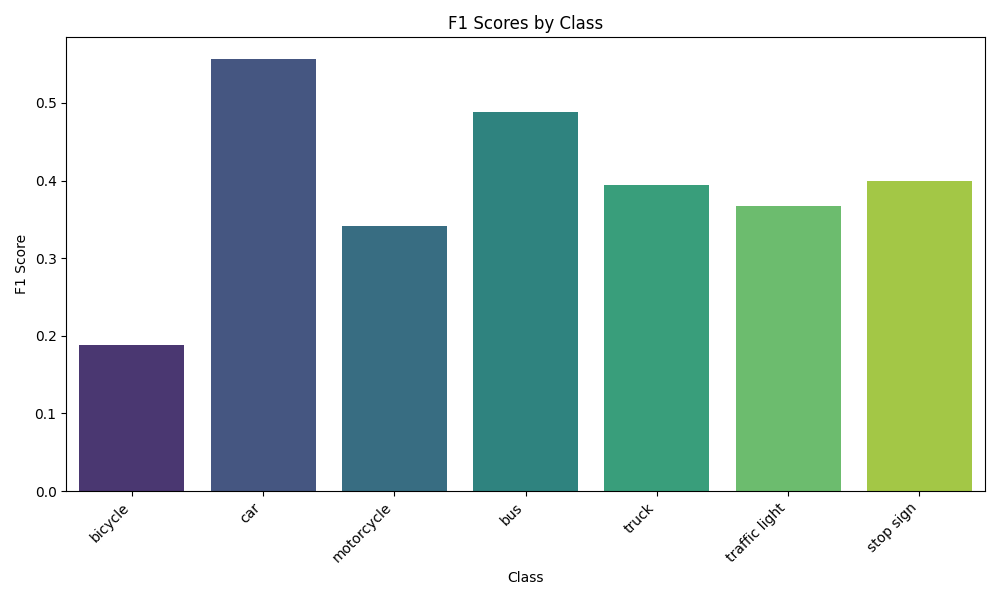 F1 Scores by Class
F1 Score
0.5
0.4
0.3
0.2
0.1
0.0
bicycle
car
motorcycle
bus
truck
traffic light
stop sign
Class